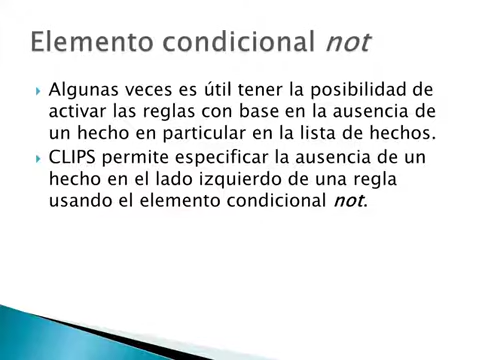 Elemento condicional not
Algunas veces es útil tener la posibilidad de
activar las reglas con base en la ausencia de
un hecho en particular en la lista de hechos.
CLIPS permite especificar la ausencia de un
hecho en el lado izquierdo de una regla
usando el elemento condicional not.